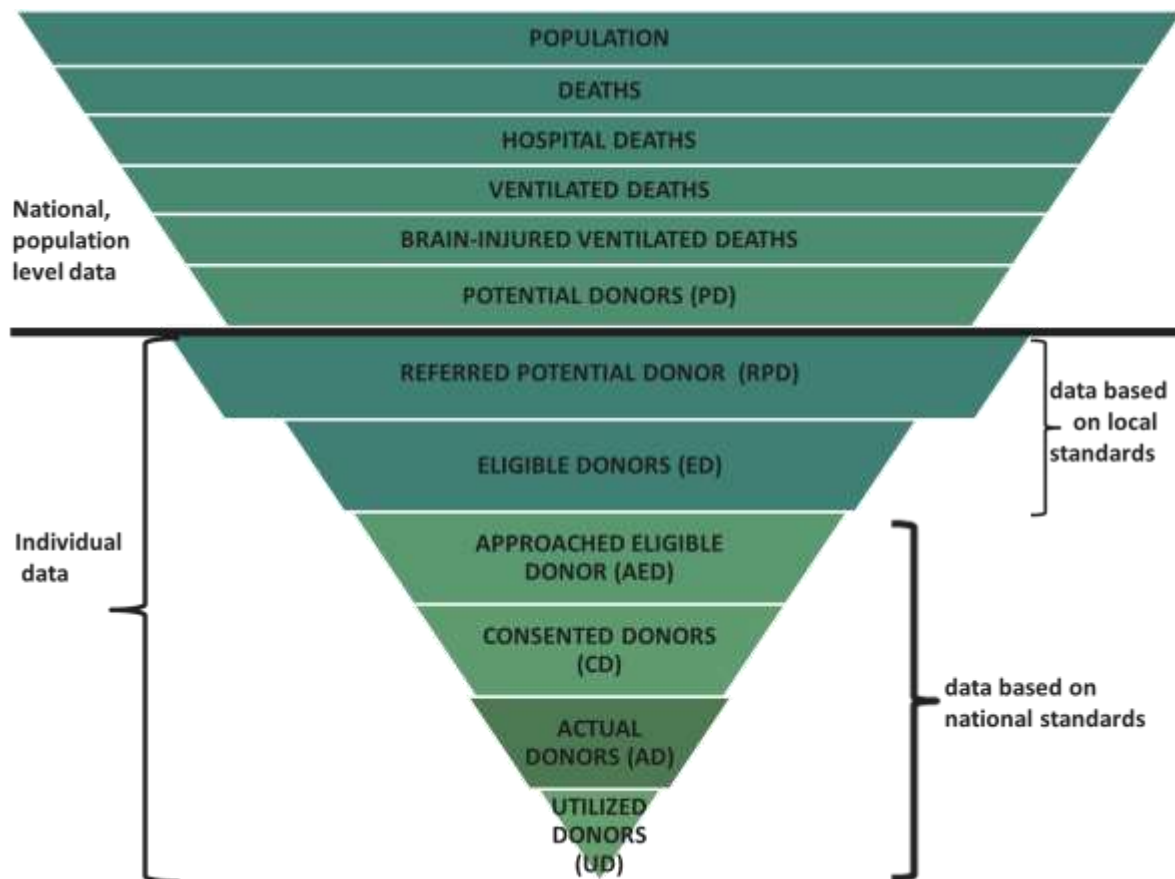 POPULATION
DEATHS
HOSPITAL DEATHS
VENTILATED DEATHS
BRAIN-INJURED VENTILATED DEATHS
POTENTIAL DONORS (PD)
National,
population
level data
REFERRED POTENTIAL DONOR (RPD)
ELIGIBLE DONORS (ED)
data based
on local
standards
APPROACHED ELIGIBLE
DONOR (AED)
CONSENTED DONORS
(CD)
ACTUAL
DONORS (AD)
UTILIZED
DONORS
(UD)
Individual
data
data based on
national standards